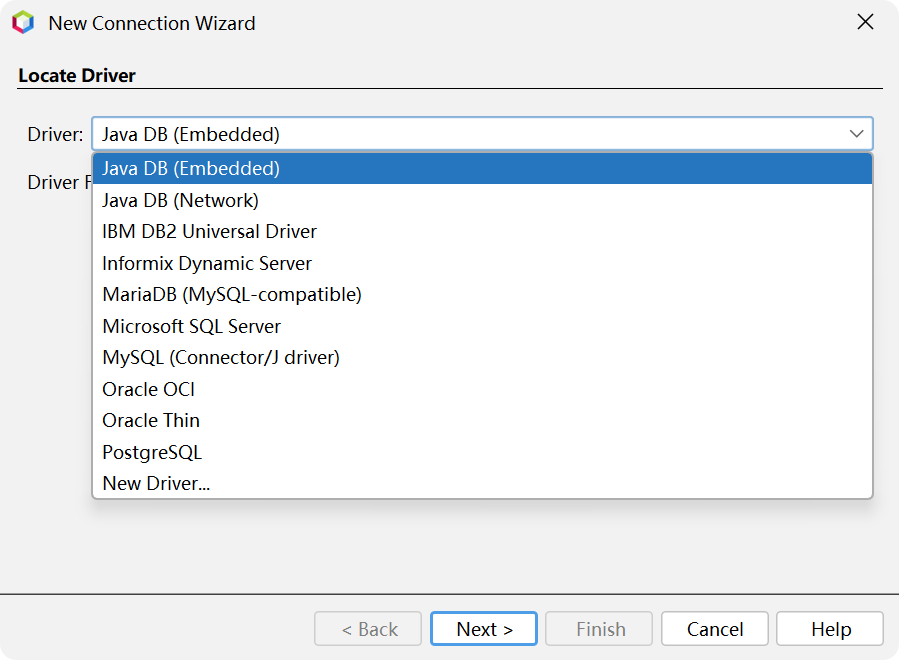 New Connection Wizard
Locate Driver
Driver: Java DB (Embedded)
Java DB (Embedded)
Driver F
Java DB (Network)
IBM DB2 Universal Driver
Informix Dynamic Server
MariaDB (MySQL-compatible)
Microsoft SQL Server
MySQL (Connector/J driver)
Oracle OCI
Oracle Thin
PostgreSQL
New Driver...
< Back Next > Finish Cancel Help